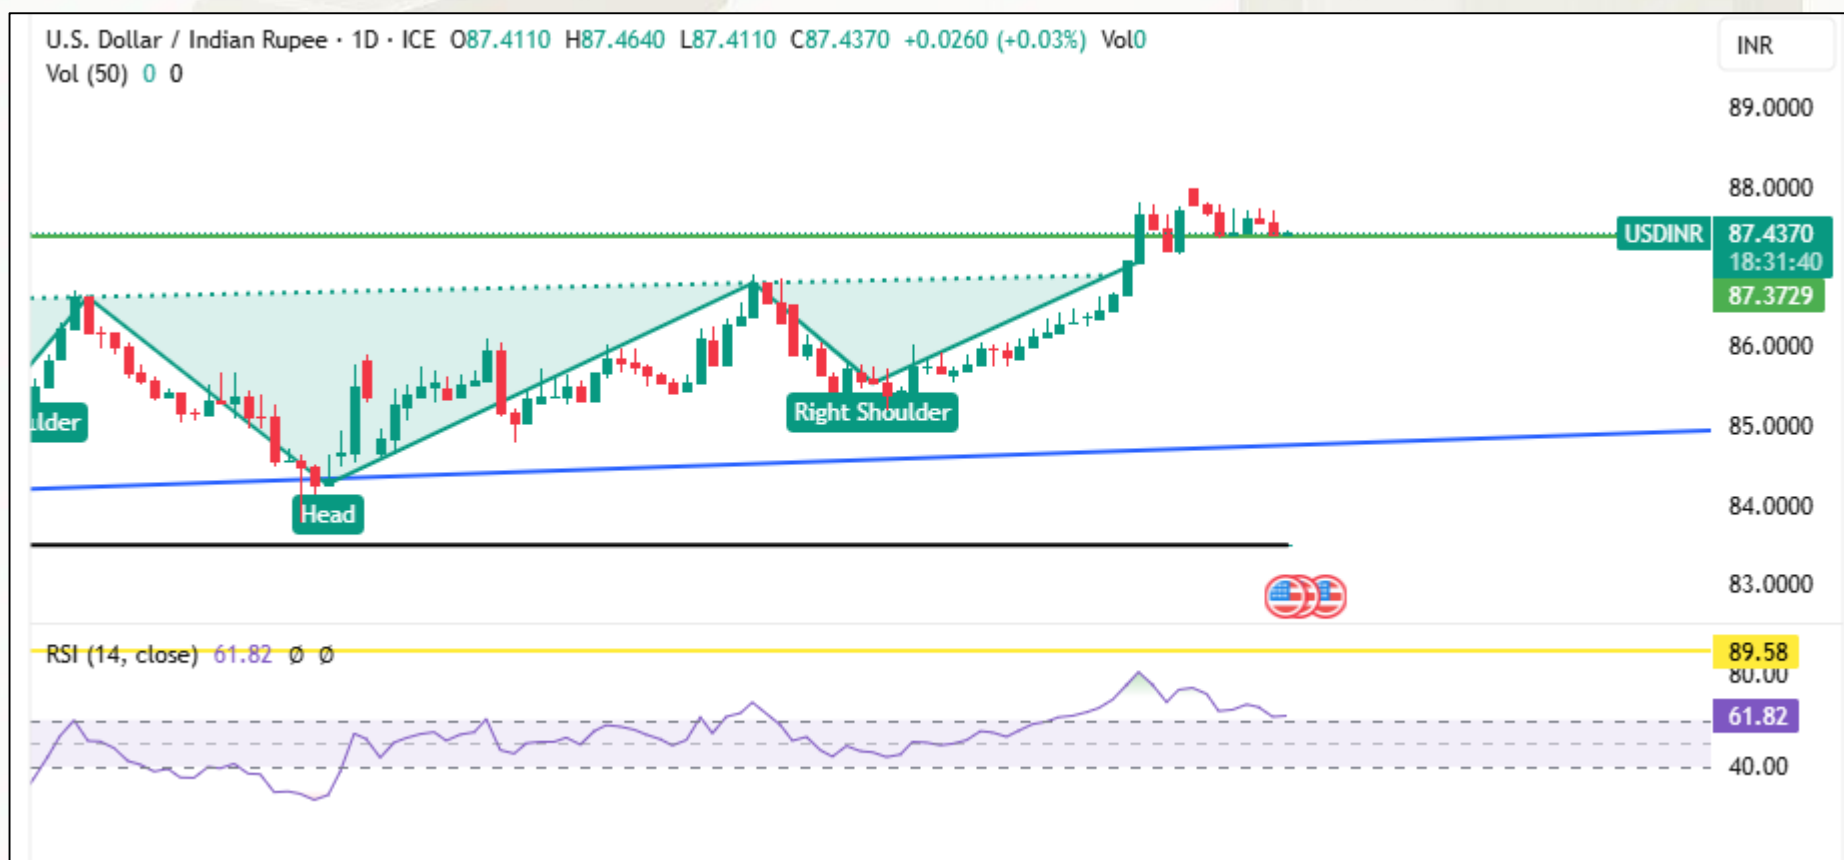 U.S. Dollar / Indian Rupee · 1D · ICE O87.4110 H87.4640 L87.4110 C87.4370 +0.0260 (+0.03%) Vol0
INR
Vol (50) 0 0
89.0000
88.0000
USDINR 87.4370
18:31:40
87.3729
86.0000
Right Shoulder
ulder
85.0000
Head
84.0000
83.0000
RSI (14, close) 61.82 Ø Ø
89.58
80.00
61.82
40.00